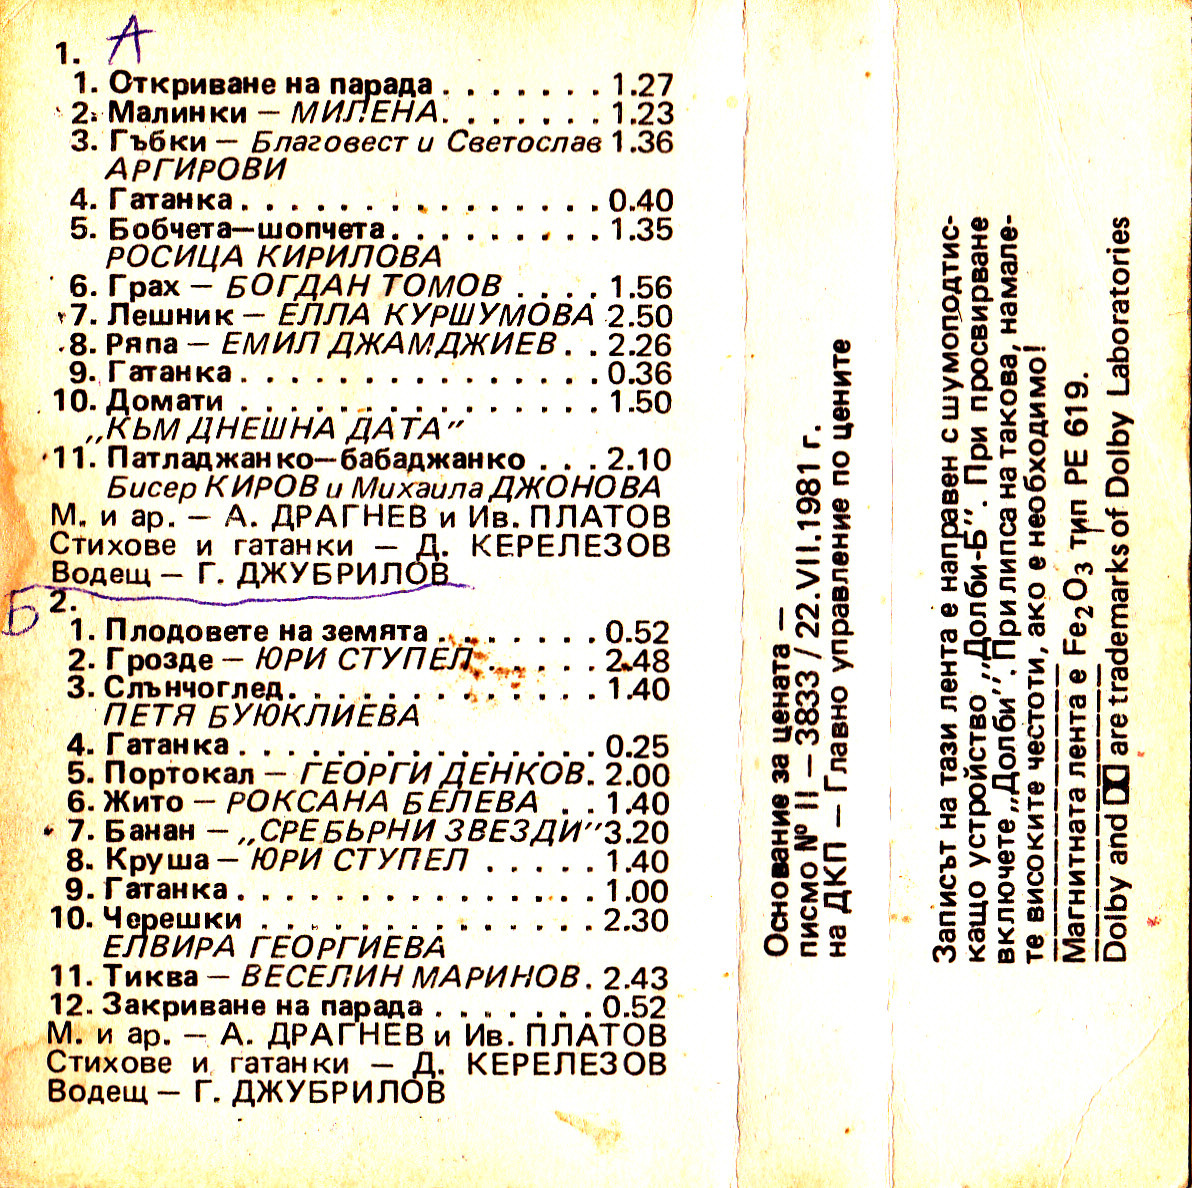 А
1.
1. Откриване на парада . . . . . . . 1.27
2. Малинки — МИЛЕНА. . . . . . . 1.23
3. Гъбки — Благовест и Светослав 1.36
АРГИРОВИ
4. Гатанка. . . . . . . . . . . . . . . 0.40
5. Бобчета—шопчета. . . . . . . . 1.35
РОСИЦА КИРИЛОВА
6. Грах — БОГДАН ТОМОВ . . . . 1.56
7. Лешник — ЕЛЛА КУРШУМОВА 2.50
8. Ряпа — ЕМИЛ ДЖАМДЖИЕВ. . 2.26
9. Гатанка. . . . . . . . . . . . . . . 0.36
10. Домати . . . . . . . . . . . . . . . 1.50
„КЪМ ДНЕШНА ДАТА”
11. Патладжанко—бабаджанко . . . 2.10
Бисер КИРОВ и Михаила ДЖОНОВА
М. и ар. — А. ДРАГНЕВ и Ив. ПЛАТОВ
Стихове и гатанки — Д. КЕРЕЛЕЗОВ
Водещ — Г. ДЖУБРИЛОВ
Б
2.
1. Плодовете на земята . . . . . . . 0.52
2. Грозде — ЮРИ СТУПЕЛ . . . . . 2.48
3. Слънчоглед. . . . . . . . . . . . . 1.40
ПЕТЯ БУЮКЛИЕВА
4. Гатанка . . . . . . . . . . . . . . . 0.25
5. Портокал — ГЕОРГИ ДЕНКОВ. 2.00
6. Жито — РОКСАНА БЕЛЕВА . . 1.40
7. Банан — „СРЕБЪРНИ ЗВЕЗДИ” 3.20
8. Круша — ЮРИ СТУПЕЛ . . . . . 1.40
9. Гатанка . . . . . . . . . . . . . . . 1.00
10. Черешки . . . . . . . . . . . . . . 2.30
ЕЛВИРА ГЕОРГИЕВА
11. Тиква — ВЕСЕЛИН МАРИНОВ. 2.43
12. Закриване на парада . . . . . . . 0.52
М. и ар. — А. ДРАГНЕВ и Ив. ПЛАТОВ
Стихове и гатанки — Д. КЕРЕЛЕЗОВ
Водещ — Г. ДЖУБРИЛОВ
Основание за цената —
писмо № II — 3833 / 22.VII.1981 г.
на ДКП — Главно управление по цените
Записът на тази лента е направен с шумоподтис-
кащо устройство „Долби-Б”. При просвирване
включете „Долби”. При липса на такова, намале-
те високите честоти, ако е необходимо!
Магнитната лента е Fe2O3 тип PE 619.
Dolby and are trademarks of Dolby Laboratories